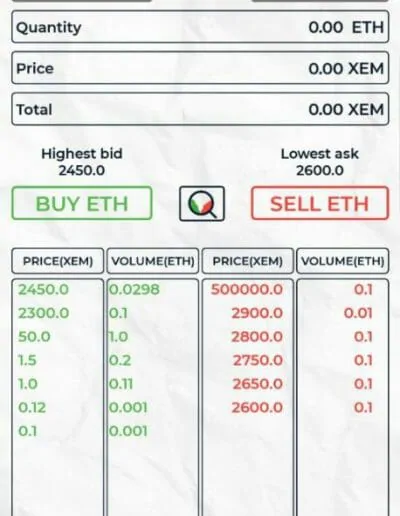 Quantity 0.00 ETH
Price 0.00 XEM
Total 0.00 XEM
Highest bid Lowest ask
2450.0 2600.0
BUY ETH SELL ETH
PRICE(XEM) VOLUME(ETH) PRICE(XEM) VOLUME(ETH)
2450.0 0.0298 500000.0 0.1
2300.0 0.1 2900.0 0.01
50.0 1.0 2800.0 0.1
1.5 0.2 2750.0 0.1
1.0 0.11 2650.0 0.1
0.12 0.001 2600.0 0.1
0.1 0.001